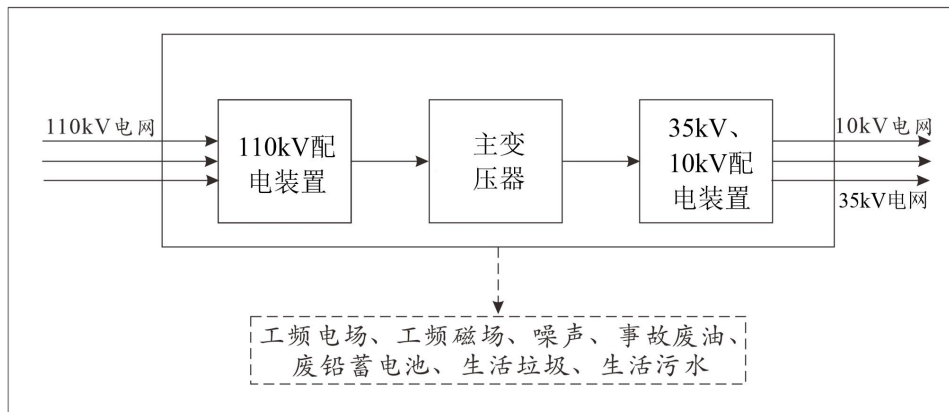 110kV电网
110kV配
电装置
主变
压器
35kV、
10kV配
电装置
10kV电网
35kV电网
工频电场、工频磁场、噪声、事故废油、
废铅蓄电池、生活垃圾、生活污水